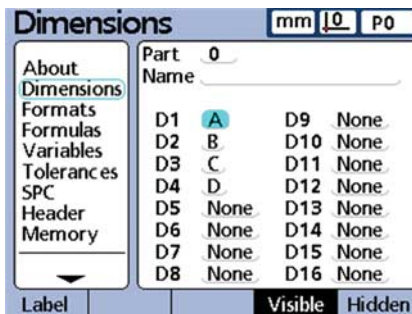 Dimensions mm 0 P0
About
Dimensions
Formats
Formulas
Variables
Tolerances
SPC
Header
Memory
Part 0
Name
D1 A D9 None
D2 B D10 None
D3 C D11 None
D4 D D12 None
D5 None D13 None
D6 None D14 None
D7 None D15 None
D8 None D16 None
Label Visible Hidden